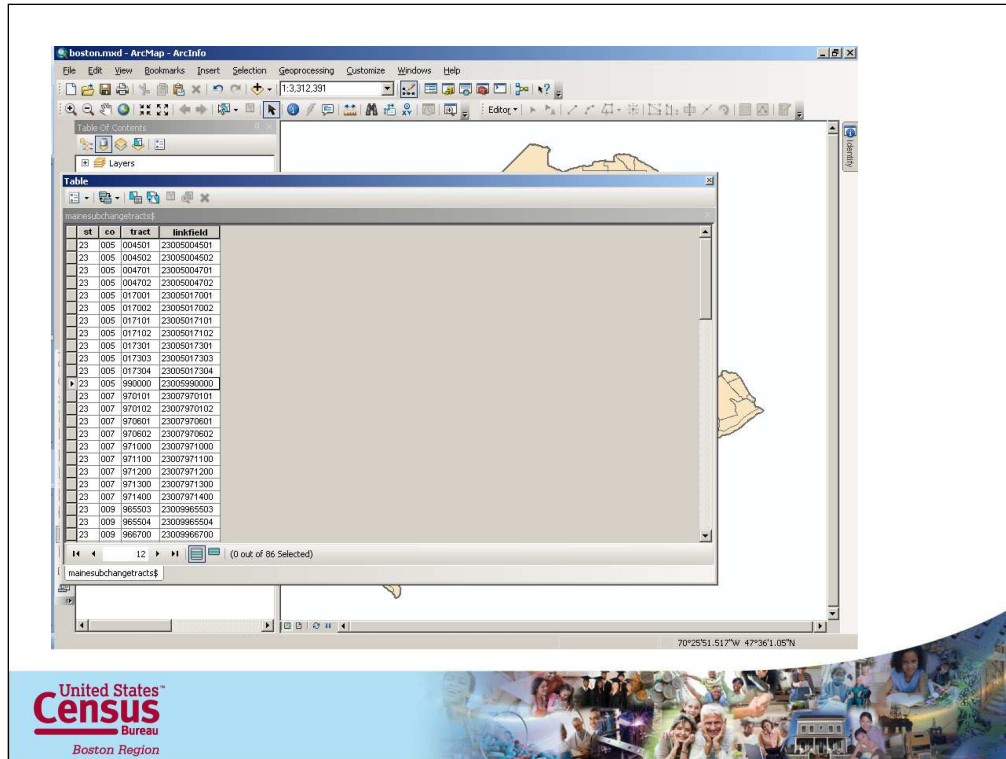 boston.mxd - ArcMap - ArcInfo
File Edit View Bookmarks Insert Selection Geoprocessing Customize Windows Help
1:3,312,391
Editor
Table Of Contents
Layers
Identify
Table
mainesubchangetracts$
st co tract linkfield
23 005 004501 23005004501
23 005 004502 23005004502
23 005 004701 23005004701
23 005 004702 23005004702
23 005 017001 23005017001
23 005 017002 23005017002
23 005 017101 23005017101
23 005 017102 23005017102
23 005 017301 23005017301
23 005 017303 23005017303
23 005 017304 23005017304
23 005 990000 23005990000
23 007 970101 23007970101
23 007 970102 23007970102
23 007 970601 23007970601
23 007 970602 23007970602
23 007 971000 23007971000
23 007 971100 23007971100
23 007 971200 23007971200
23 007 971300 23007971300
23 007 971400 23007971400
23 009 965503 23009965503
23 009 965504 23009965504
23 009 966700 23009966700
12 (0 out of 86 Selected)
mainesubchangetracts$
70°25'51.517"W 47°36'1.05"N
United States™
Census
Bureau
Boston Region